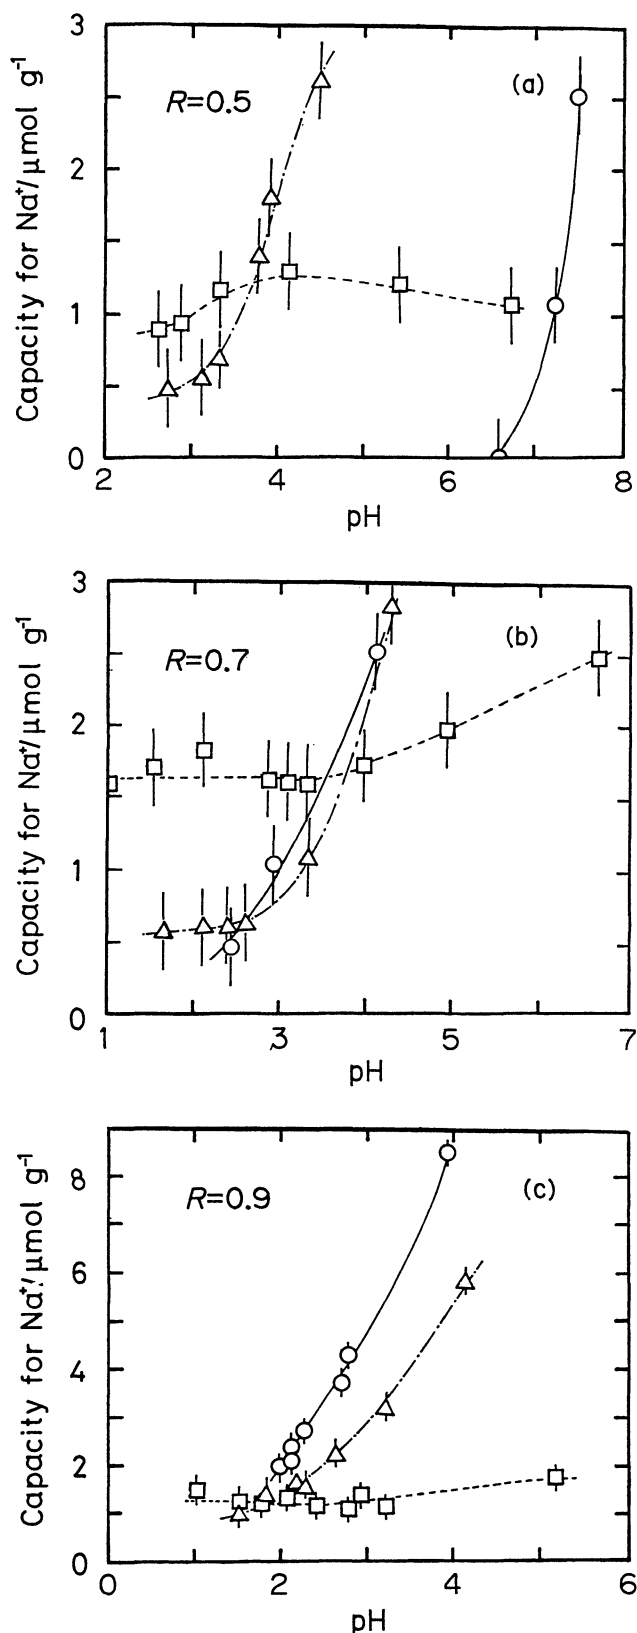 3
(a)
R=0.5
2
1
0
Capacity for Na⁺/μmol g⁻¹
2 4 6 8
pH
3
(b)
R=0.7
2
1
0
Capacity for Na⁺/μmol g⁻¹
1 3 5 7
pH
8
(c)
R=0.9
6
4
2
0
Capacity for Na⁺/μmol g⁻¹
0 2 4 6
pH